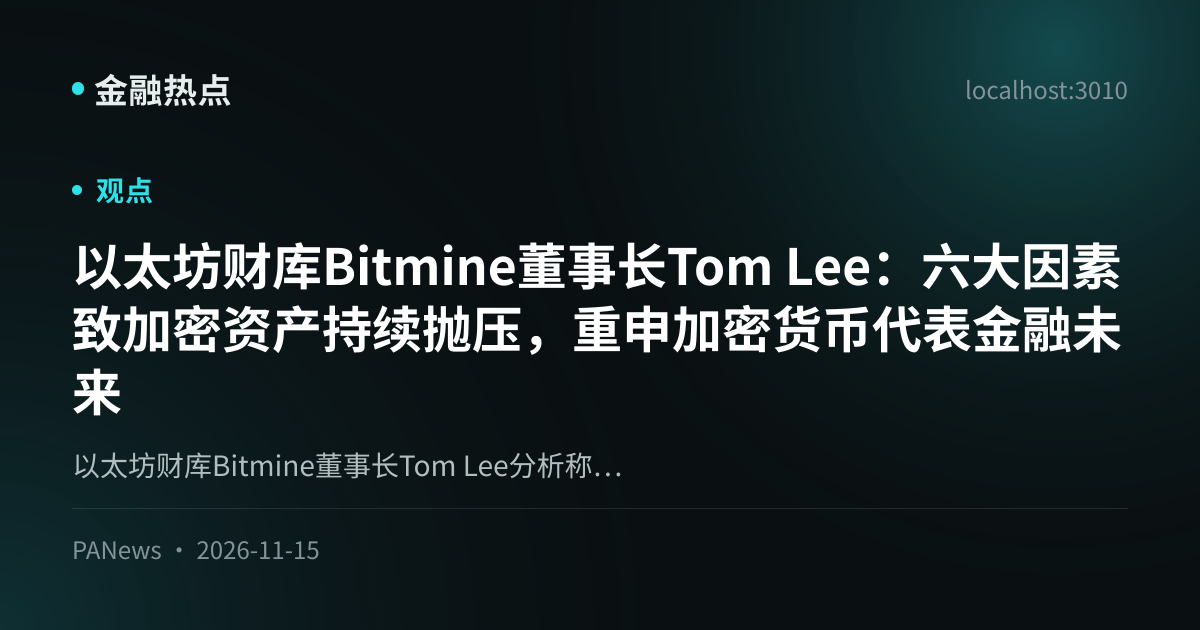 金融热点
localhost:3010
观点
以太坊财库Bitmine董事长Tom Lee：六大因素
致加密资产持续抛压，重申加密货币代表金融未
来
以太坊财库Bitmine董事长Tom Lee分析称…
PANews • 2026-11-15